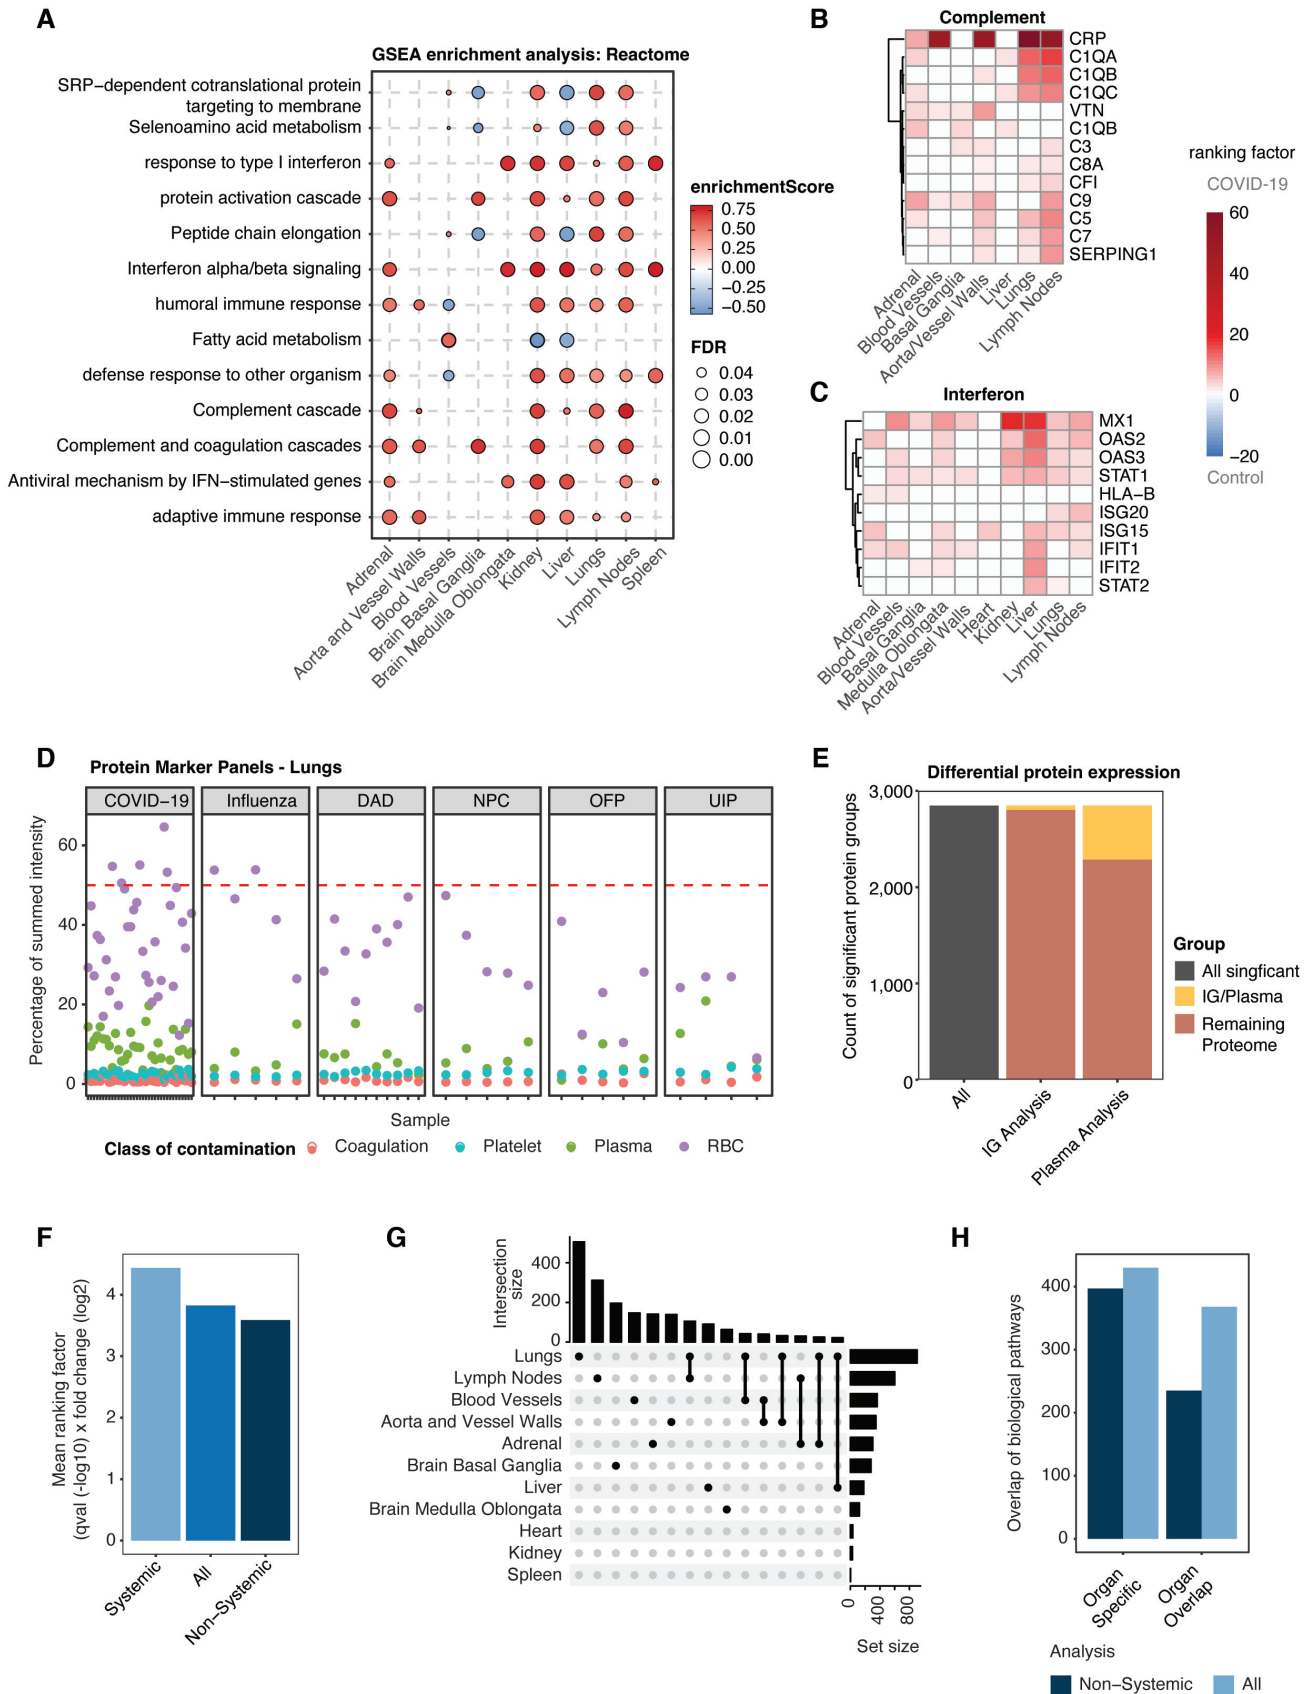 A
GSEA enrichment analysis: Reactome
SRP−dependent cotranslational protein
targeting to membrane
Selenoamino acid metabolism
response to type I interferon
protein activation cascade
Peptide chain elongation
Interferon alpha/beta signaling
humoral immune response
Fatty acid metabolism
defense response to other organism
Complement cascade
Complement and coagulation cascades
Antiviral mechanism by IFN−stimulated genes
adaptive immune response
Adrenal
Aorta and Vessel Walls
Blood Vessels
Brain Basal Ganglia
Brain Medulla Oblongata
Kidney
Liver
Lungs
Lymph Nodes
Spleen
enrichmentScore
0.75
0.50
0.25
0.00
−0.25
−0.50
FDR
0.04
0.03
0.02
0.01
0.00
B
Complement
CRP
C1QA
C1QB
C1QC
VTN
C1QB
C3
C8A
CFI
C9
C5
C7
SERPING1
Adrenal
Blood Vessels
Basal Ganglia
Aorta/Vessel Walls
Liver
Lungs
Lymph Nodes
ranking factor
COVID-19
60
40
20
0
−20
Control
C
Interferon
MX1
OAS2
OAS3
STAT1
HLA−B
ISG20
ISG15
IFIT1
IFIT2
STAT2
Adrenal
Blood Vessels
Basal Ganglia
Medulla Oblongata
Aorta/Vessel Walls
Heart
Kidney
Liver
Lungs
Lymph Nodes
D
Protein Marker Panels - Lungs
COVID−19
Influenza
DAD
NPC
OFP
UIP
Percentage of summed intensity
60
40
20
0
Sample
Class of contamination
Coagulation
Platelet
Plasma
RBC
E
Differential protein expression
Count of significant protein groups
3,000
2,000
1,000
0
All
IG Analysis
Plasma Analysis
Group
All singficant
IG/Plasma
Remaining
Proteome
F
Mean ranking factor
(qval (-log10) x fold change (log2)
4
3
2
1
0
Systemic
All
Non−Systemic
G
Intersection
size
400
200
0
Lungs
Lymph Nodes
Blood Vessels
Aorta and Vessel Walls
Adrenal
Brain Basal Ganglia
Liver
Brain Medulla Oblongata
Heart
Kidney
Spleen
0
400
800
Set size
H
Overlap of biological pathways
400
300
200
100
0
Organ
Specific
Organ
Overlap
Analysis
Non−Systemic
All